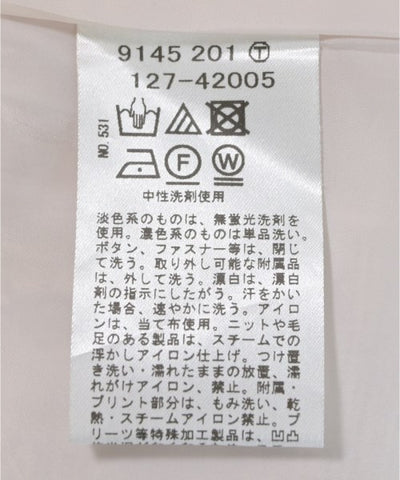 9145 201 Ⓣ
127-42005
NO. 531
Ⓕ Ⓦ
中性洗剤使用
淡色系のものは、無蛍光洗剤を
使用。濃色系のものは単品洗い。
ボタン、ファスナー等は、閉じ
て洗う。取り外し可能な附属品
は、外して洗う。漂白は、漂白
剤の指示にしたがう。汗をかい
た場合、速やかに洗う。アイロ
ンは、当て布使用。ニットや毛
足のある製品は、スチームでの
浮かしアイロン仕上げ。つけ置
き洗い・濡れたままの放置、濡
れがけアイロン、禁止。附属・
プリント部分は、もみ洗い、乾
熱・スチームアイロン禁止。プ
リーツ等特殊加工製品は、凹凸